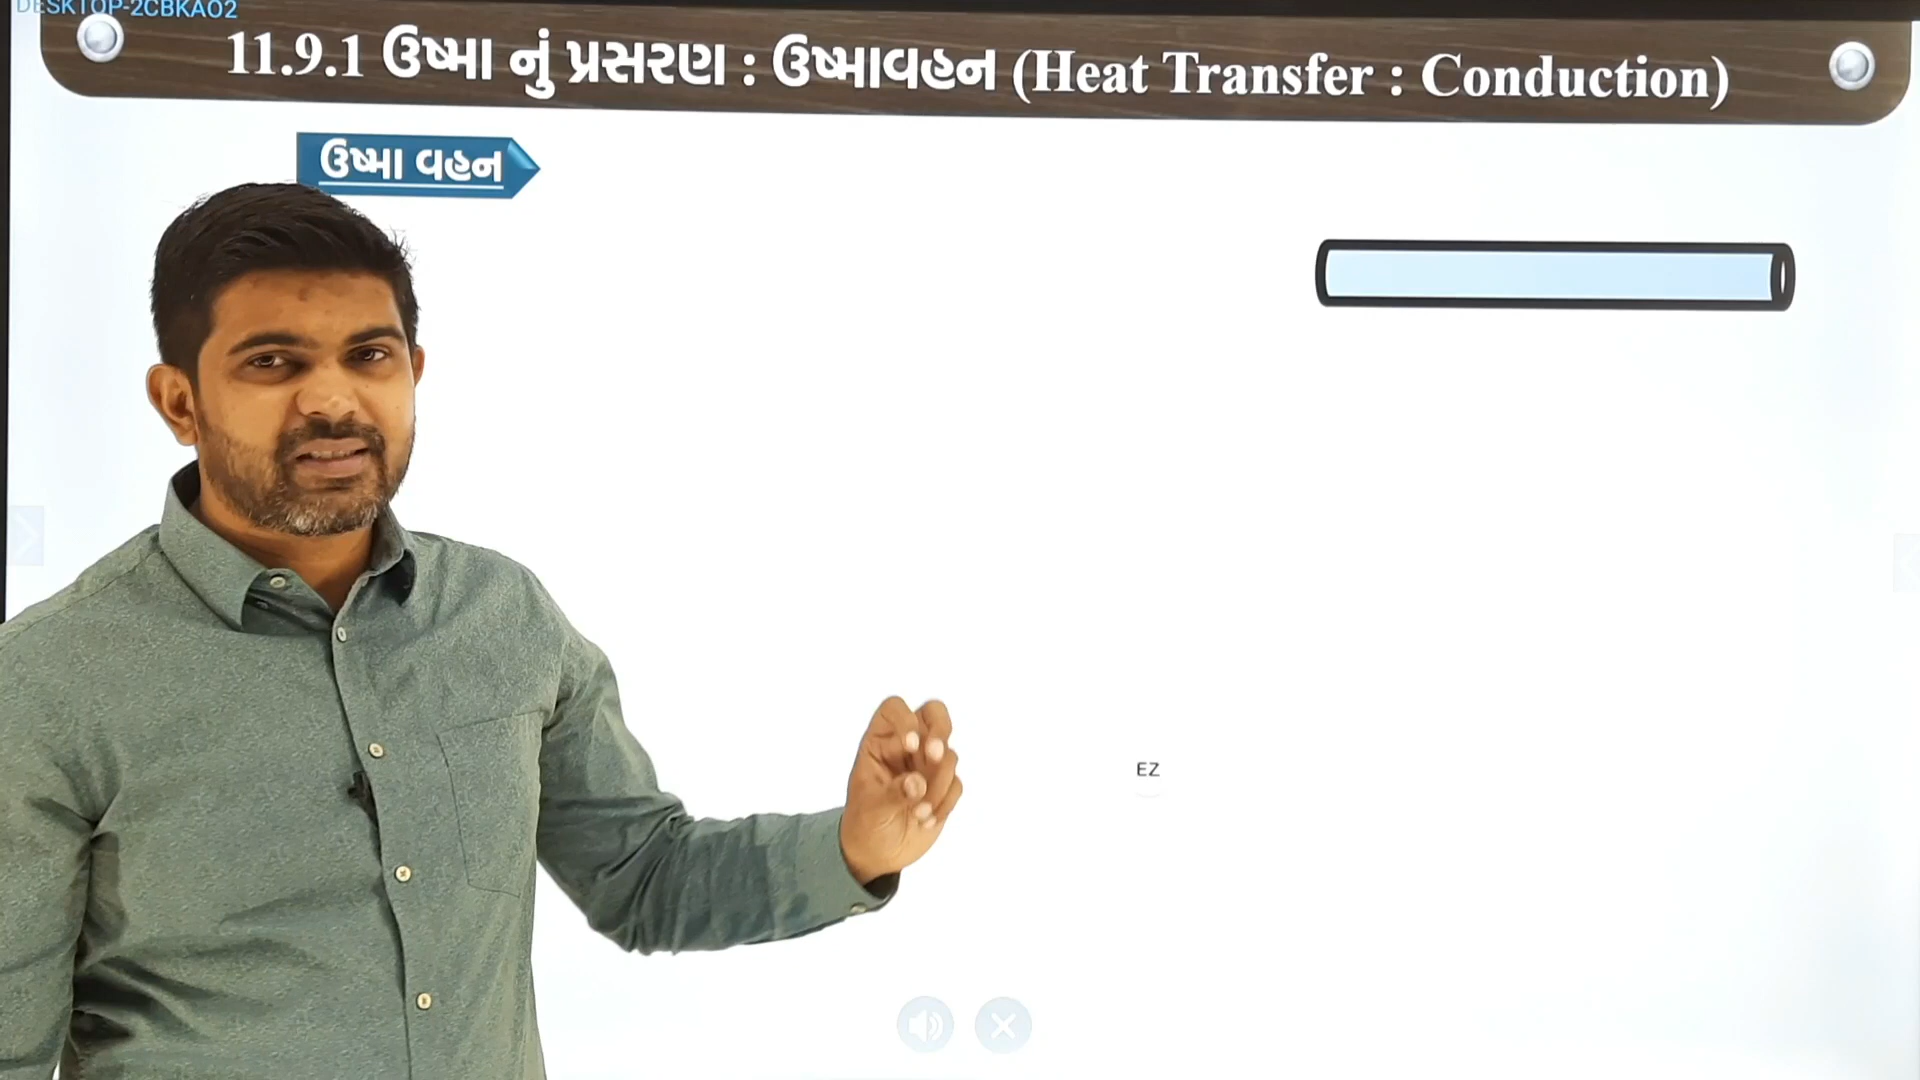 DESKTOP-2CBKAO2
11.9.1 ઉષ્મા નું પ્રસરણ : ઉષ્માવહન (Heat Transfer : Conduction)
ઉષ્મા વહન
EZ